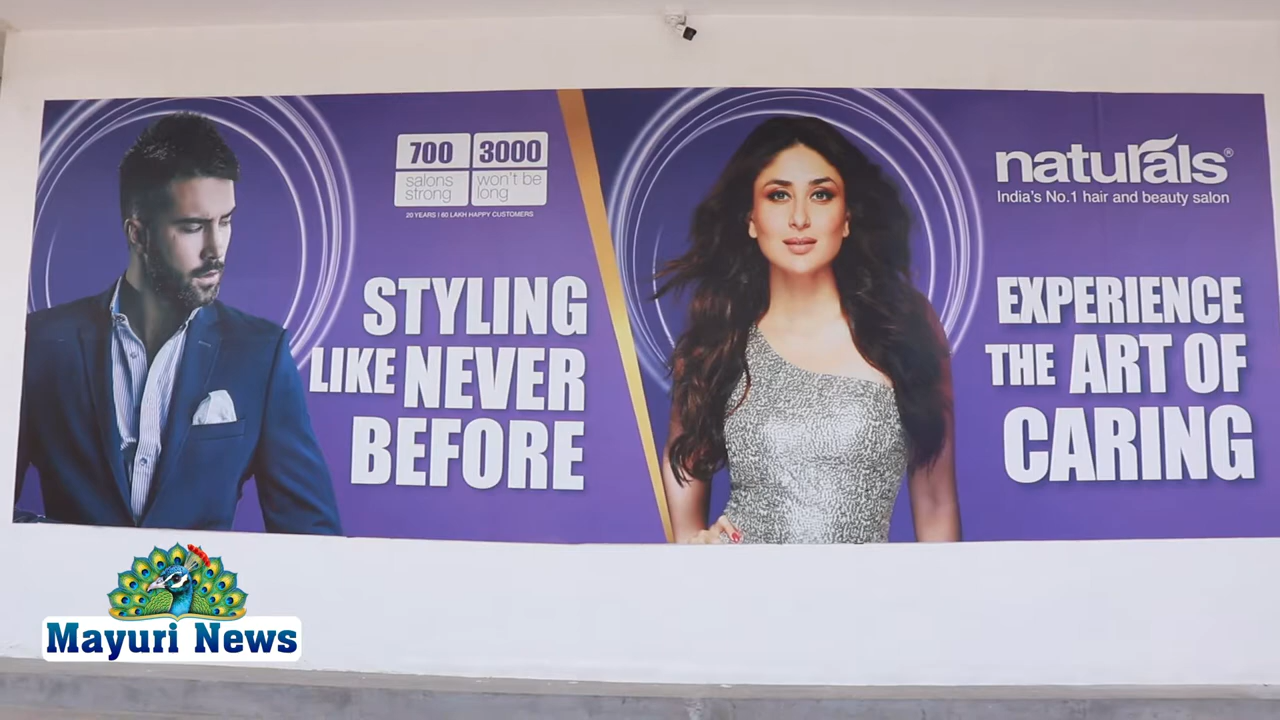 700
salons
strong
3000
won't be
long
20 YEARS I 60 LAKH HAPPY CUSTOMERS
STYLING
LIKE NEVER
BEFORE
naturals®
India's No.1 hair and beauty salon
EXPERIENCE
THE ART OF
CARING
Mayuri News